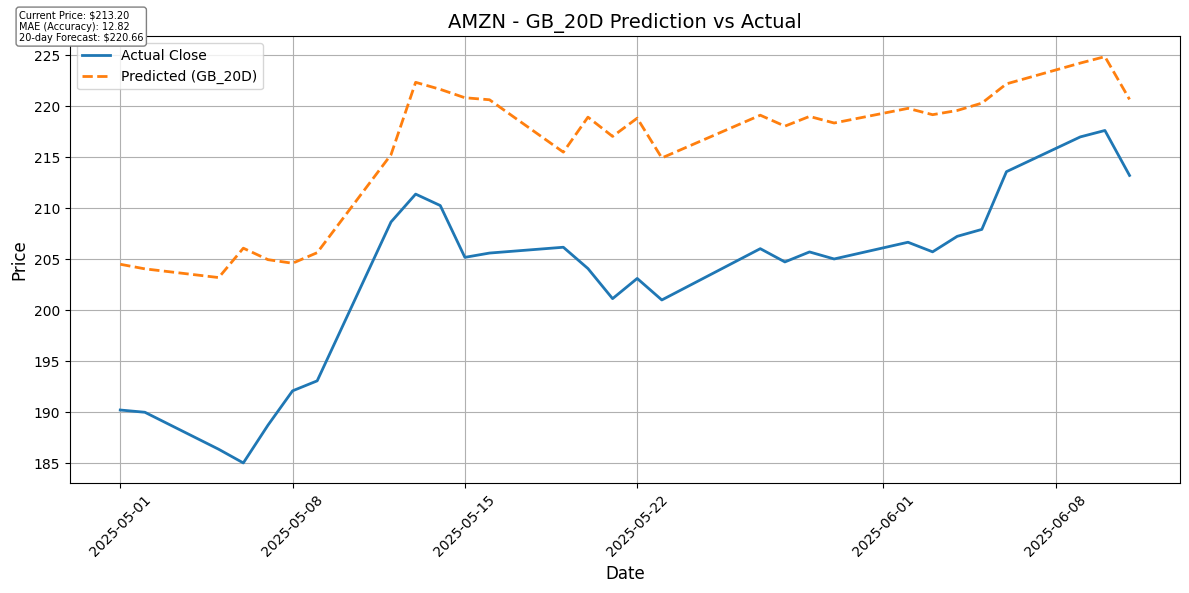 AMZN - GB_20D Prediction vs Actual
Current Price: $213.20
MAE (Accuracy): 12.82
20-day Forecast: $220.66
Actual Close
Predicted (GB_20D)
Price
225
220
215
210
205
200
195
190
185
2025-05-01
2025-05-08
2025-05-15
2025-05-22
2025-06-01
2025-06-08
Date